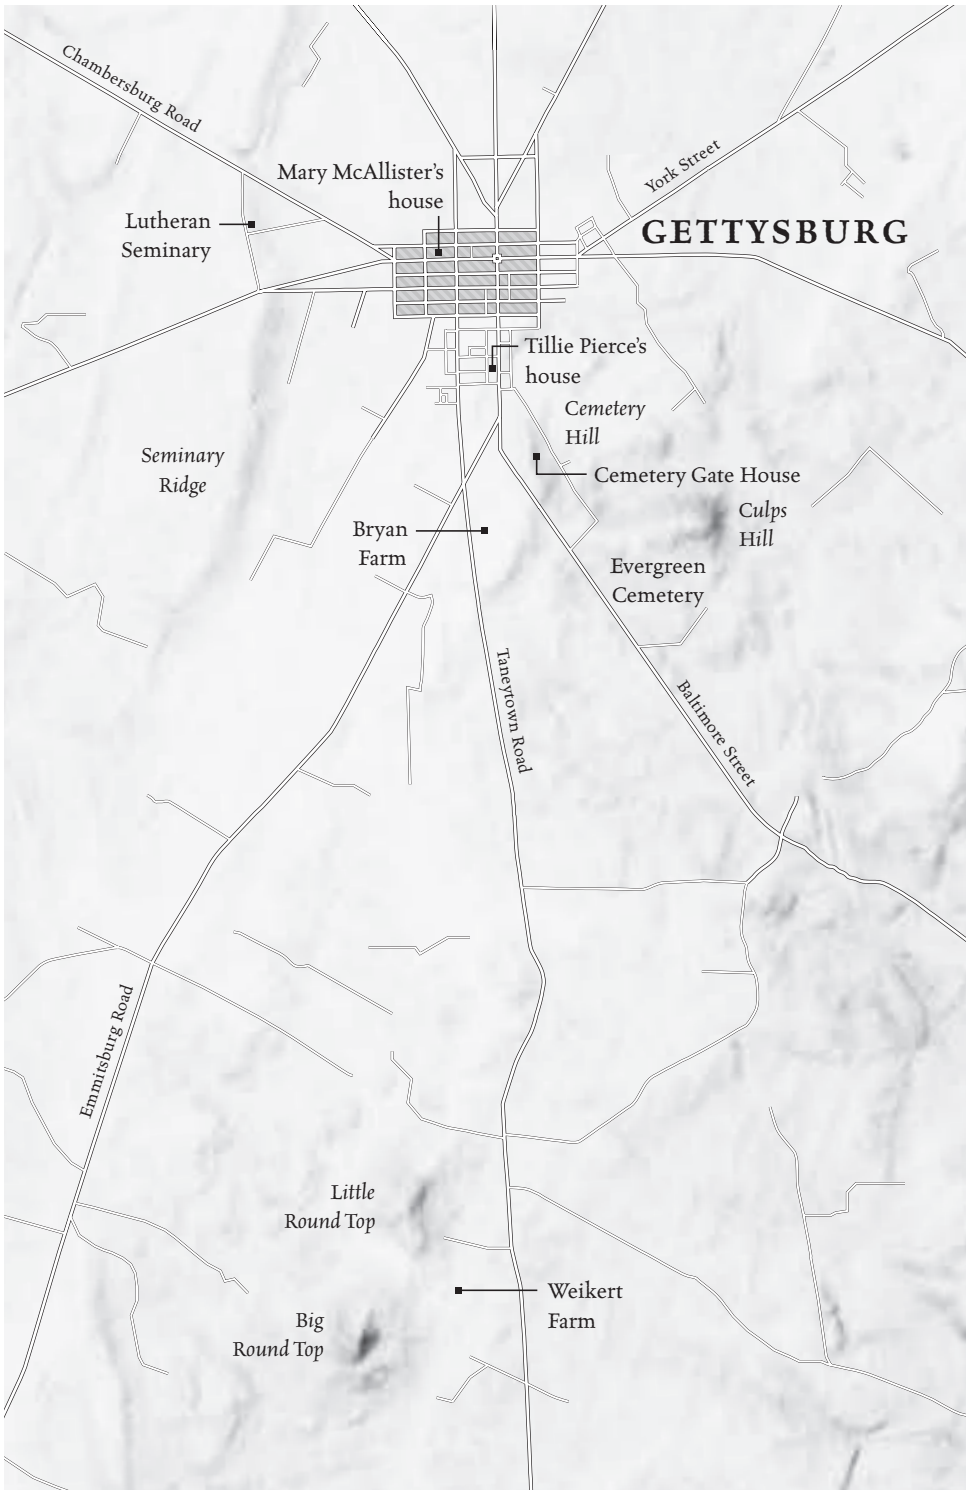 Chambersburg Road
Mary McAllister's
house
York Street
Lutheran
Seminary
GETTYSBURG
Tillie Pierce's
house
Cemetery
Hill
Seminary
Ridge
Cemetery Gate House
Culps
Hill
Bryan
Farm
Evergreen
Cemetery
Taneytown Road
Baltimore Street
Emmitsburg Road
Little
Round Top
Weikert
Farm
Big
Round Top